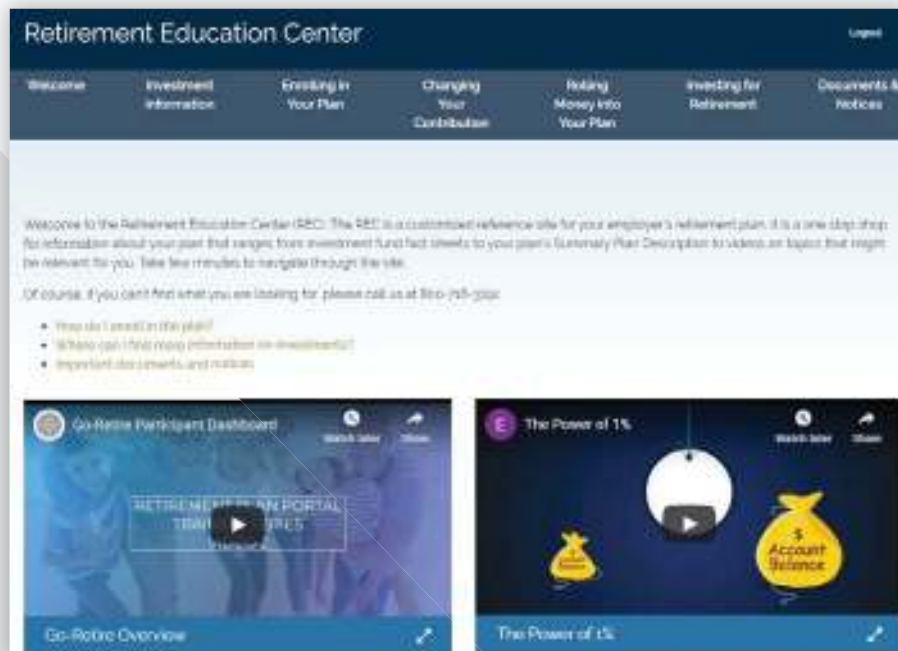 Retirement Education Center
Logout
Welcome
Investment Information
Enrolling in Your Plan
Changing Your Contribution
Rolling Money into Your Plan
Investing for Retirement
Documents & Notices
Welcome to the Retirement Education Center (REC). The REC is a customized reference site for your employer's retirement plan. It is a one stop shop
for information about your plan that ranges from investment fund fact sheets to your plan's Summary Plan Description to videos on topics that might
be relevant for you. Take few minutes to navigate through the site.
Of course, if you can't find what you are looking for, please call us at
How do I enroll in the plan?
Where can I find more information on investments?
Important documents and notices
Go-Retire Participant Dashboard
Watch later
Share
RETIREMENT PLAN PORTAL
E
The Power of 1%
Watch later
Share
$
Account
Balance
$
Account
Balance
Go-Retire Overview
The Power of 1%